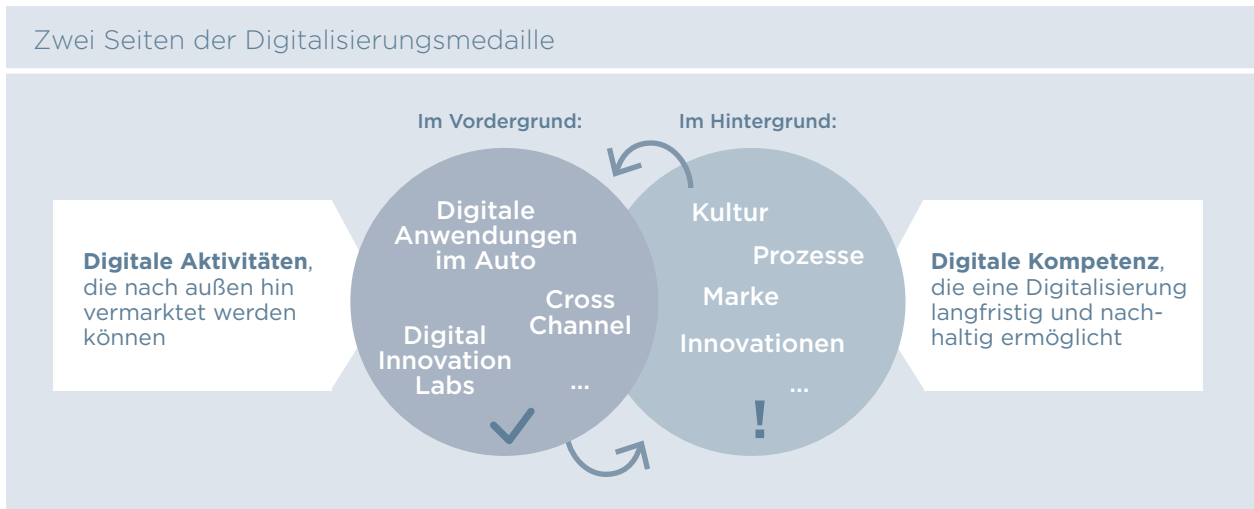 Zwei Seiten der Digitalisierungsmedaille
Im Vordergrund:
Im Hintergrund:
Digitale Aktivitäten,
die nach außen hin
vermarktet werden
können
Digitale
Anwendungen
im Auto
Cross
Channel
Digital
Innovation
Labs
...
Kultur
Prozesse
Marke
Innovationen
...
!
Digitale Kompetenz,
die eine Digitalisierung
langfristig und nach-
haltig ermöglicht